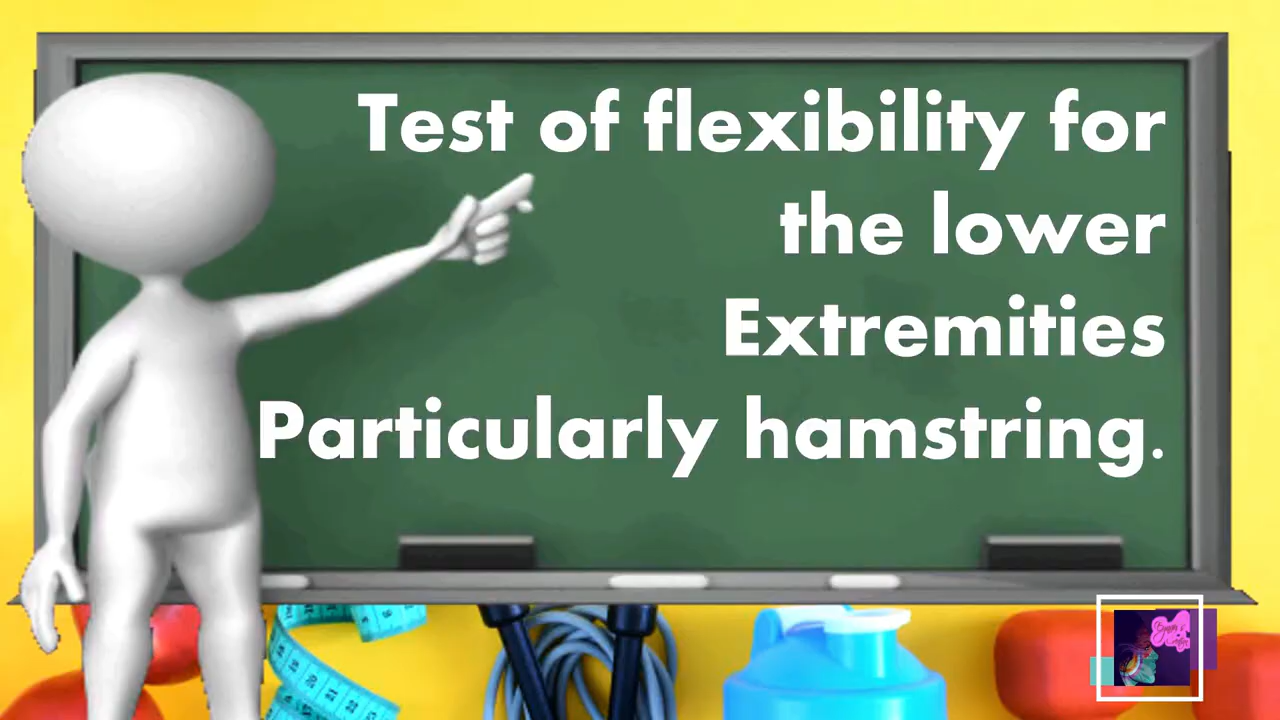 Test of flexibility for
the lower
Extremities
Particularly hamstring.